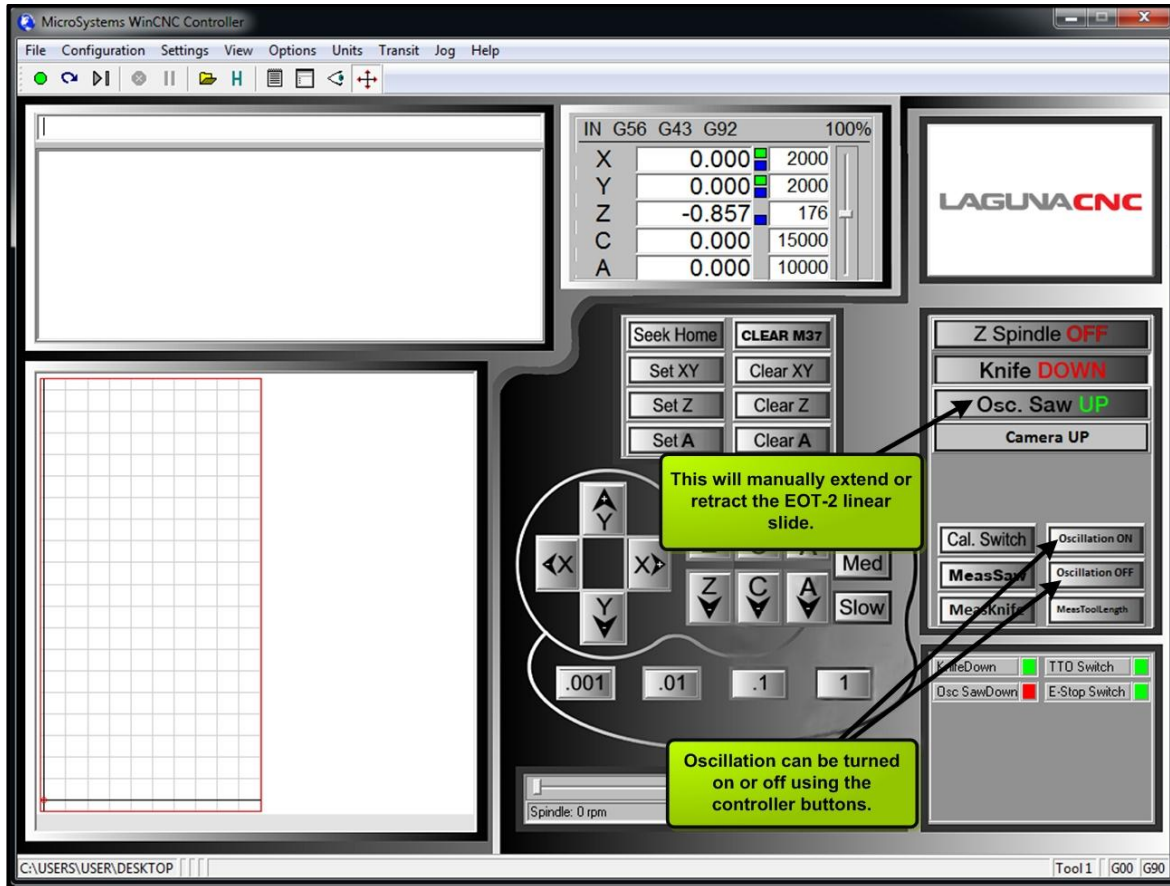 MicroSystems WinCNC Controller
File Configuration Settings View Options Units Transit Jog Help
H
IN G56 G43 G92 100%
X 0.000 2000
Y 0.000 2000
Z -0.857 176
C 0.000 15000
A 0.000 10000
LAGUNACNC
Seek Home CLEAR M37
Set XY Clear XY
Set Z Clear Z
Set A Clear A
Z Spindle OFF
Knife DOWN
Osc. Saw UP
Camera UP
This will manually extend or
retract the EOT-2 linear
slide.
+
Y
X X+
Y
Z C A
Med
Slow
.001 .01 .1 1
Cal. Switch Oscillation ON
MeasSaw Oscillation OFF
MeasKnife MeasToolLength
KnifeDown TTO Switch
Osc SawDown E-Stop Switch
Oscillation can be turned
on or off using the
controller buttons.
Spindle: 0 rpm
C:\USERS\USER\DESKTOP Tool 1 G00 G90